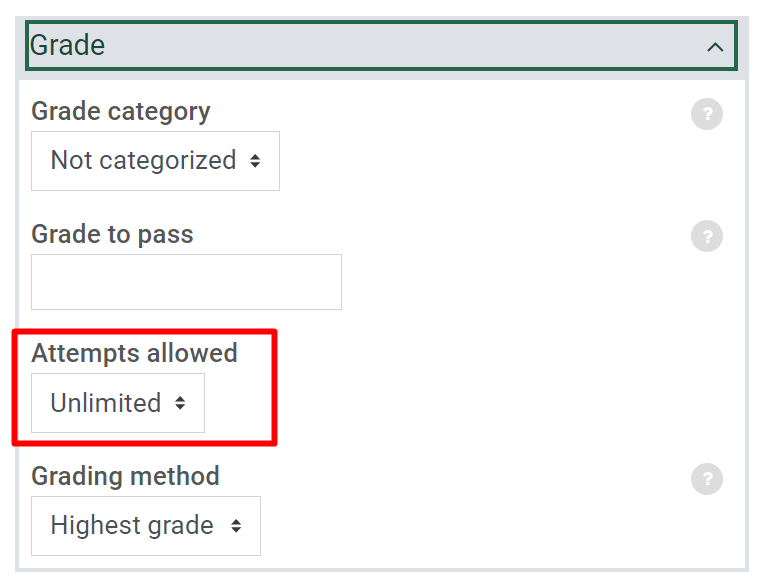 Grade
Grade category
?
Not categorized
Grade to pass
?
Attempts allowed
Unlimited
Grading method
?
Highest grade